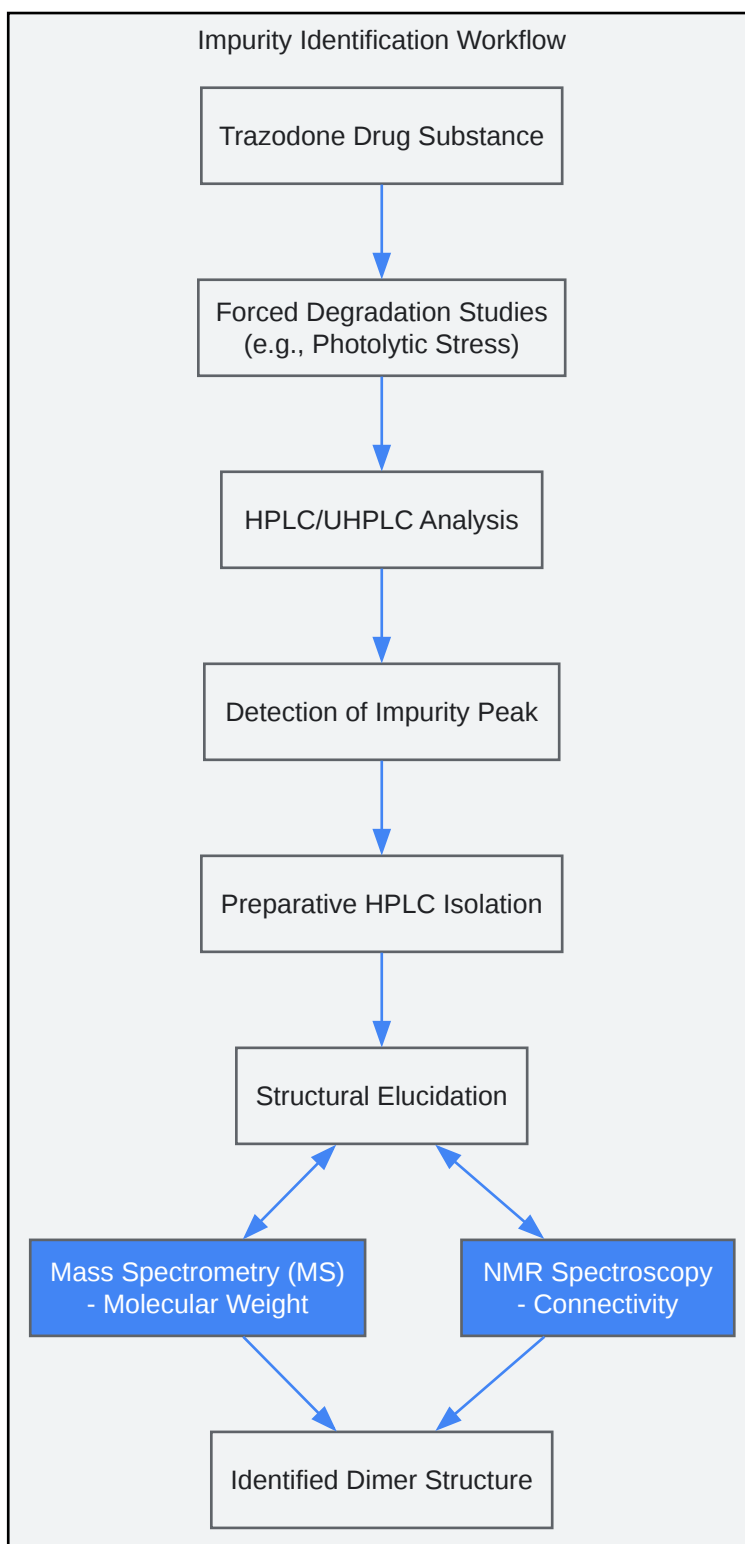 Impurity Identification Workflow
Trazodone Drug Substance
Forced Degradation Studies
(e.g., Photolytic Stress)
HPLC/UHPLC Analysis
Detection of Impurity Peak
Preparative HPLC Isolation
Structural Elucidation
Mass Spectrometry (MS)
- Molecular Weight
NMR Spectroscopy
- Connectivity
Identified Dimer Structure